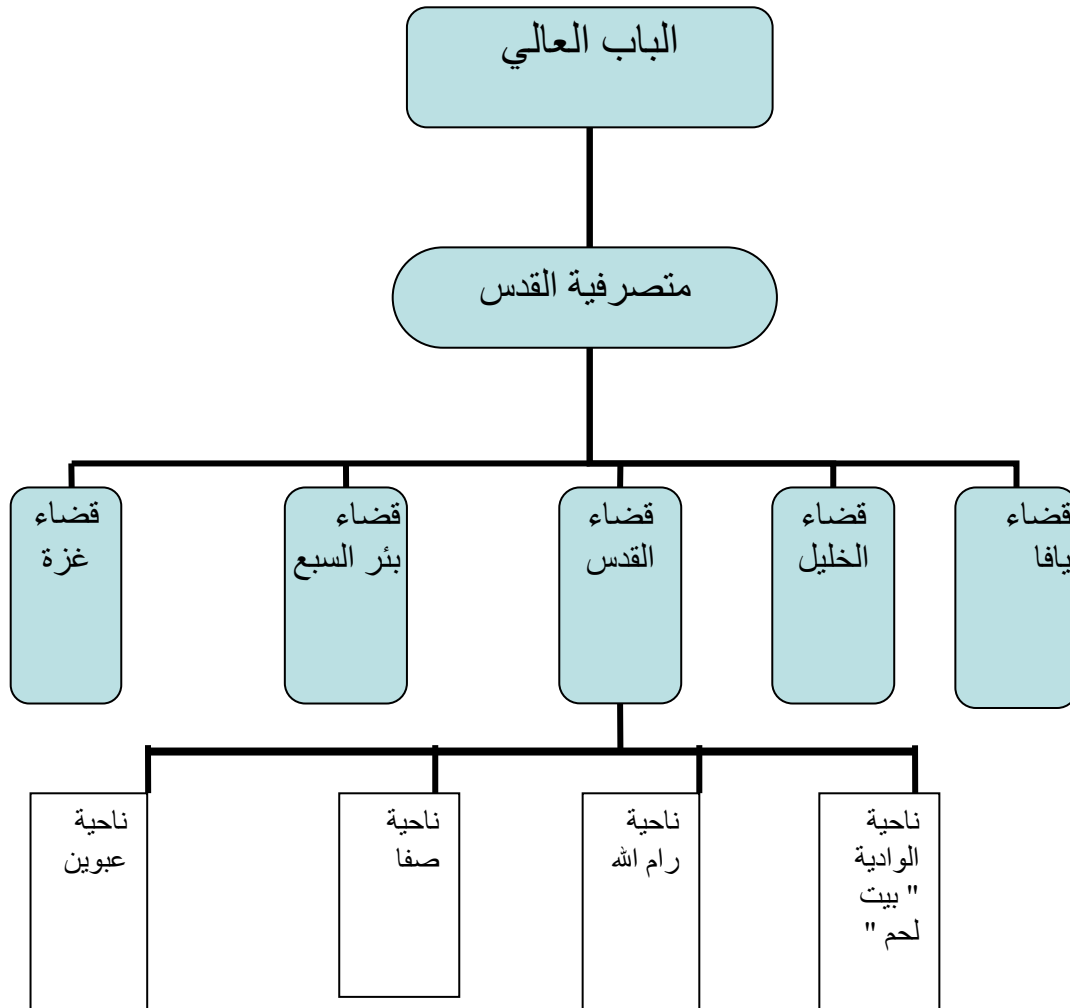 الباب العالي
متصرفية القدس
قضاء
يافا
قضاء
الخليل
قضاء
القدس
قضاء
بئر السبع
قضاء
غزة
ناحية
الوادية
" بيت
لحم "
ناحية
رام الله
ناحية
صفا
ناحية
عبوين